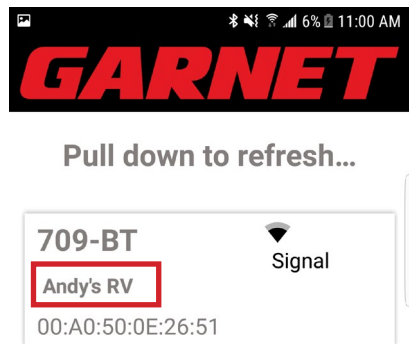 6% 11:00 AM
GARNET
Pull down to refresh...
709-BT
Signal
Andy's RV
00:A0:50:0E:26:51